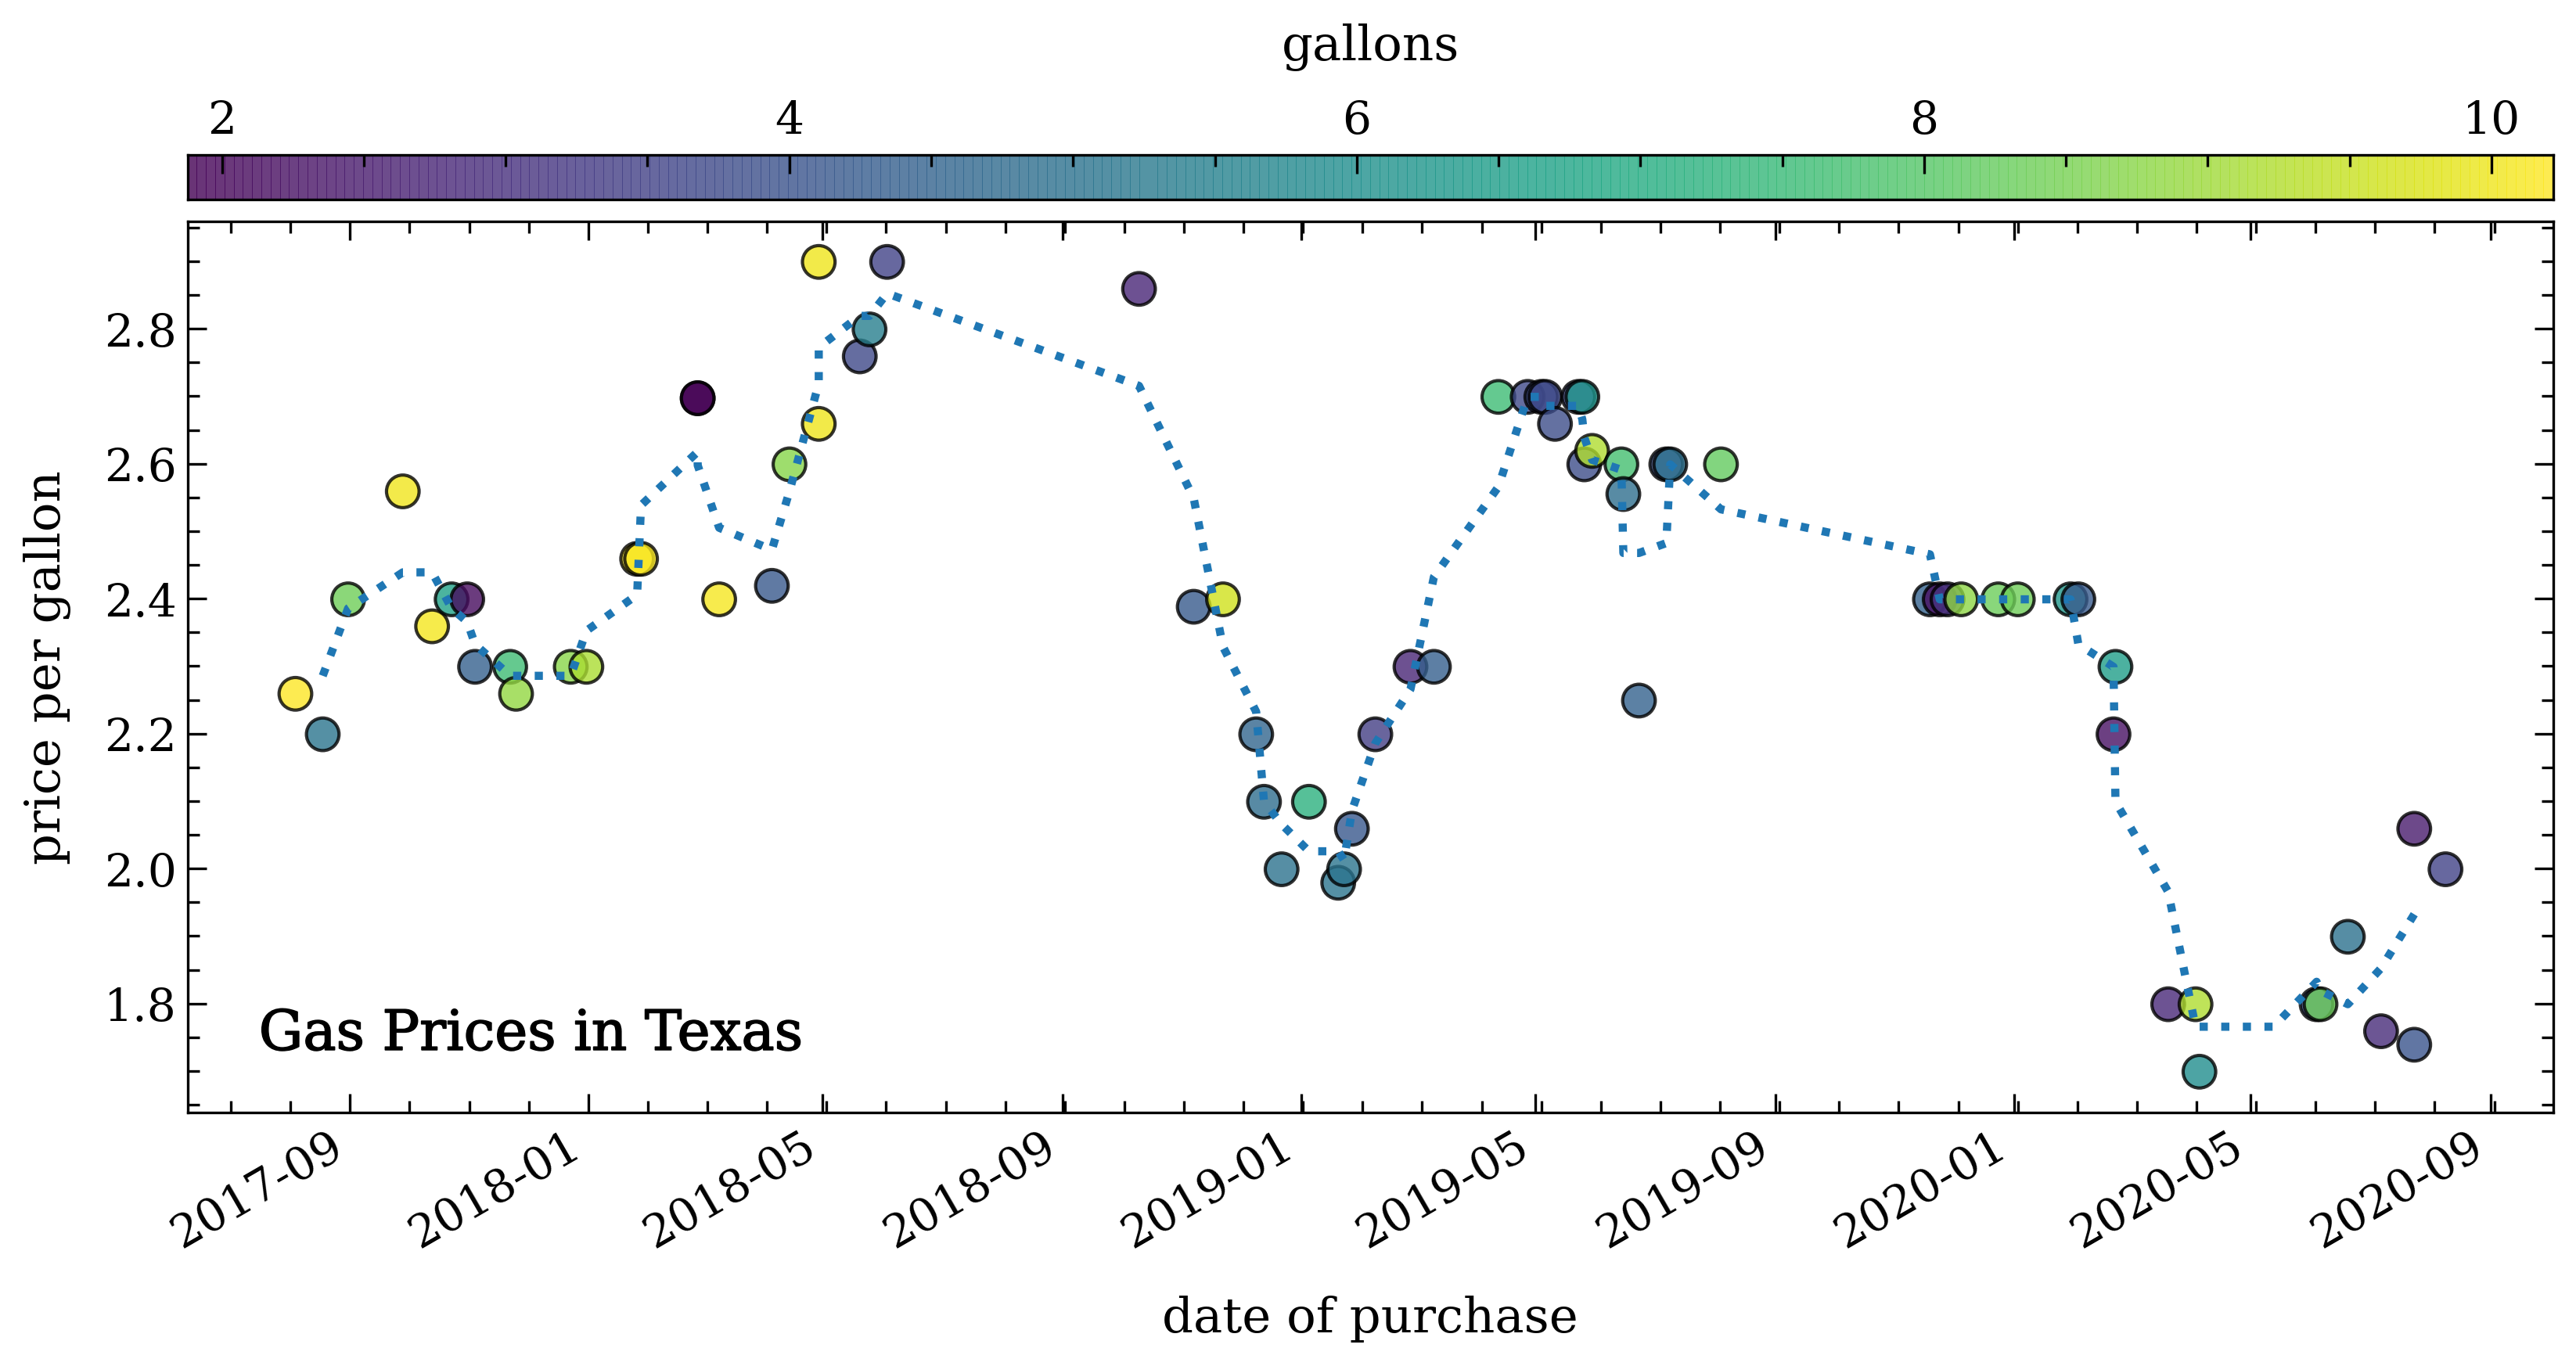 gallons
2 4 6 8 10
price per gallon
2.8
2.6
2.4
2.2
2.0
1.8
Gas Prices in Texas
2017-09 2018-01 2018-05 2018-09 2019-01 2019-05 2019-09 2020-01 2020-05 2020-09
date of purchase